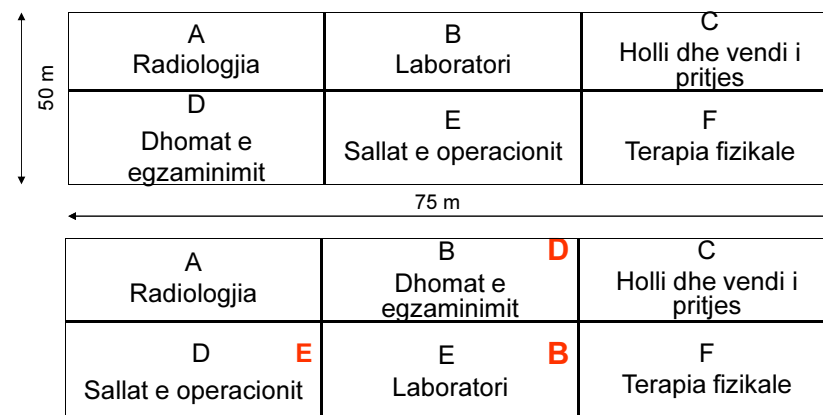 50 m
A
Radiologjia
B
Laboratori
C
Holli dhe vendi i
pritjes
D
Dhomat e
egzaminimit
E
Sallat e operacionit
F
Terapia fizikale
75 m
A
Radiologjia
B D
Dhomat e
egzaminimit
C
Holli dhe vendi i
pritjes
D E
Sallat e operacionit
E B
Laboratori
F
Terapia fizikale